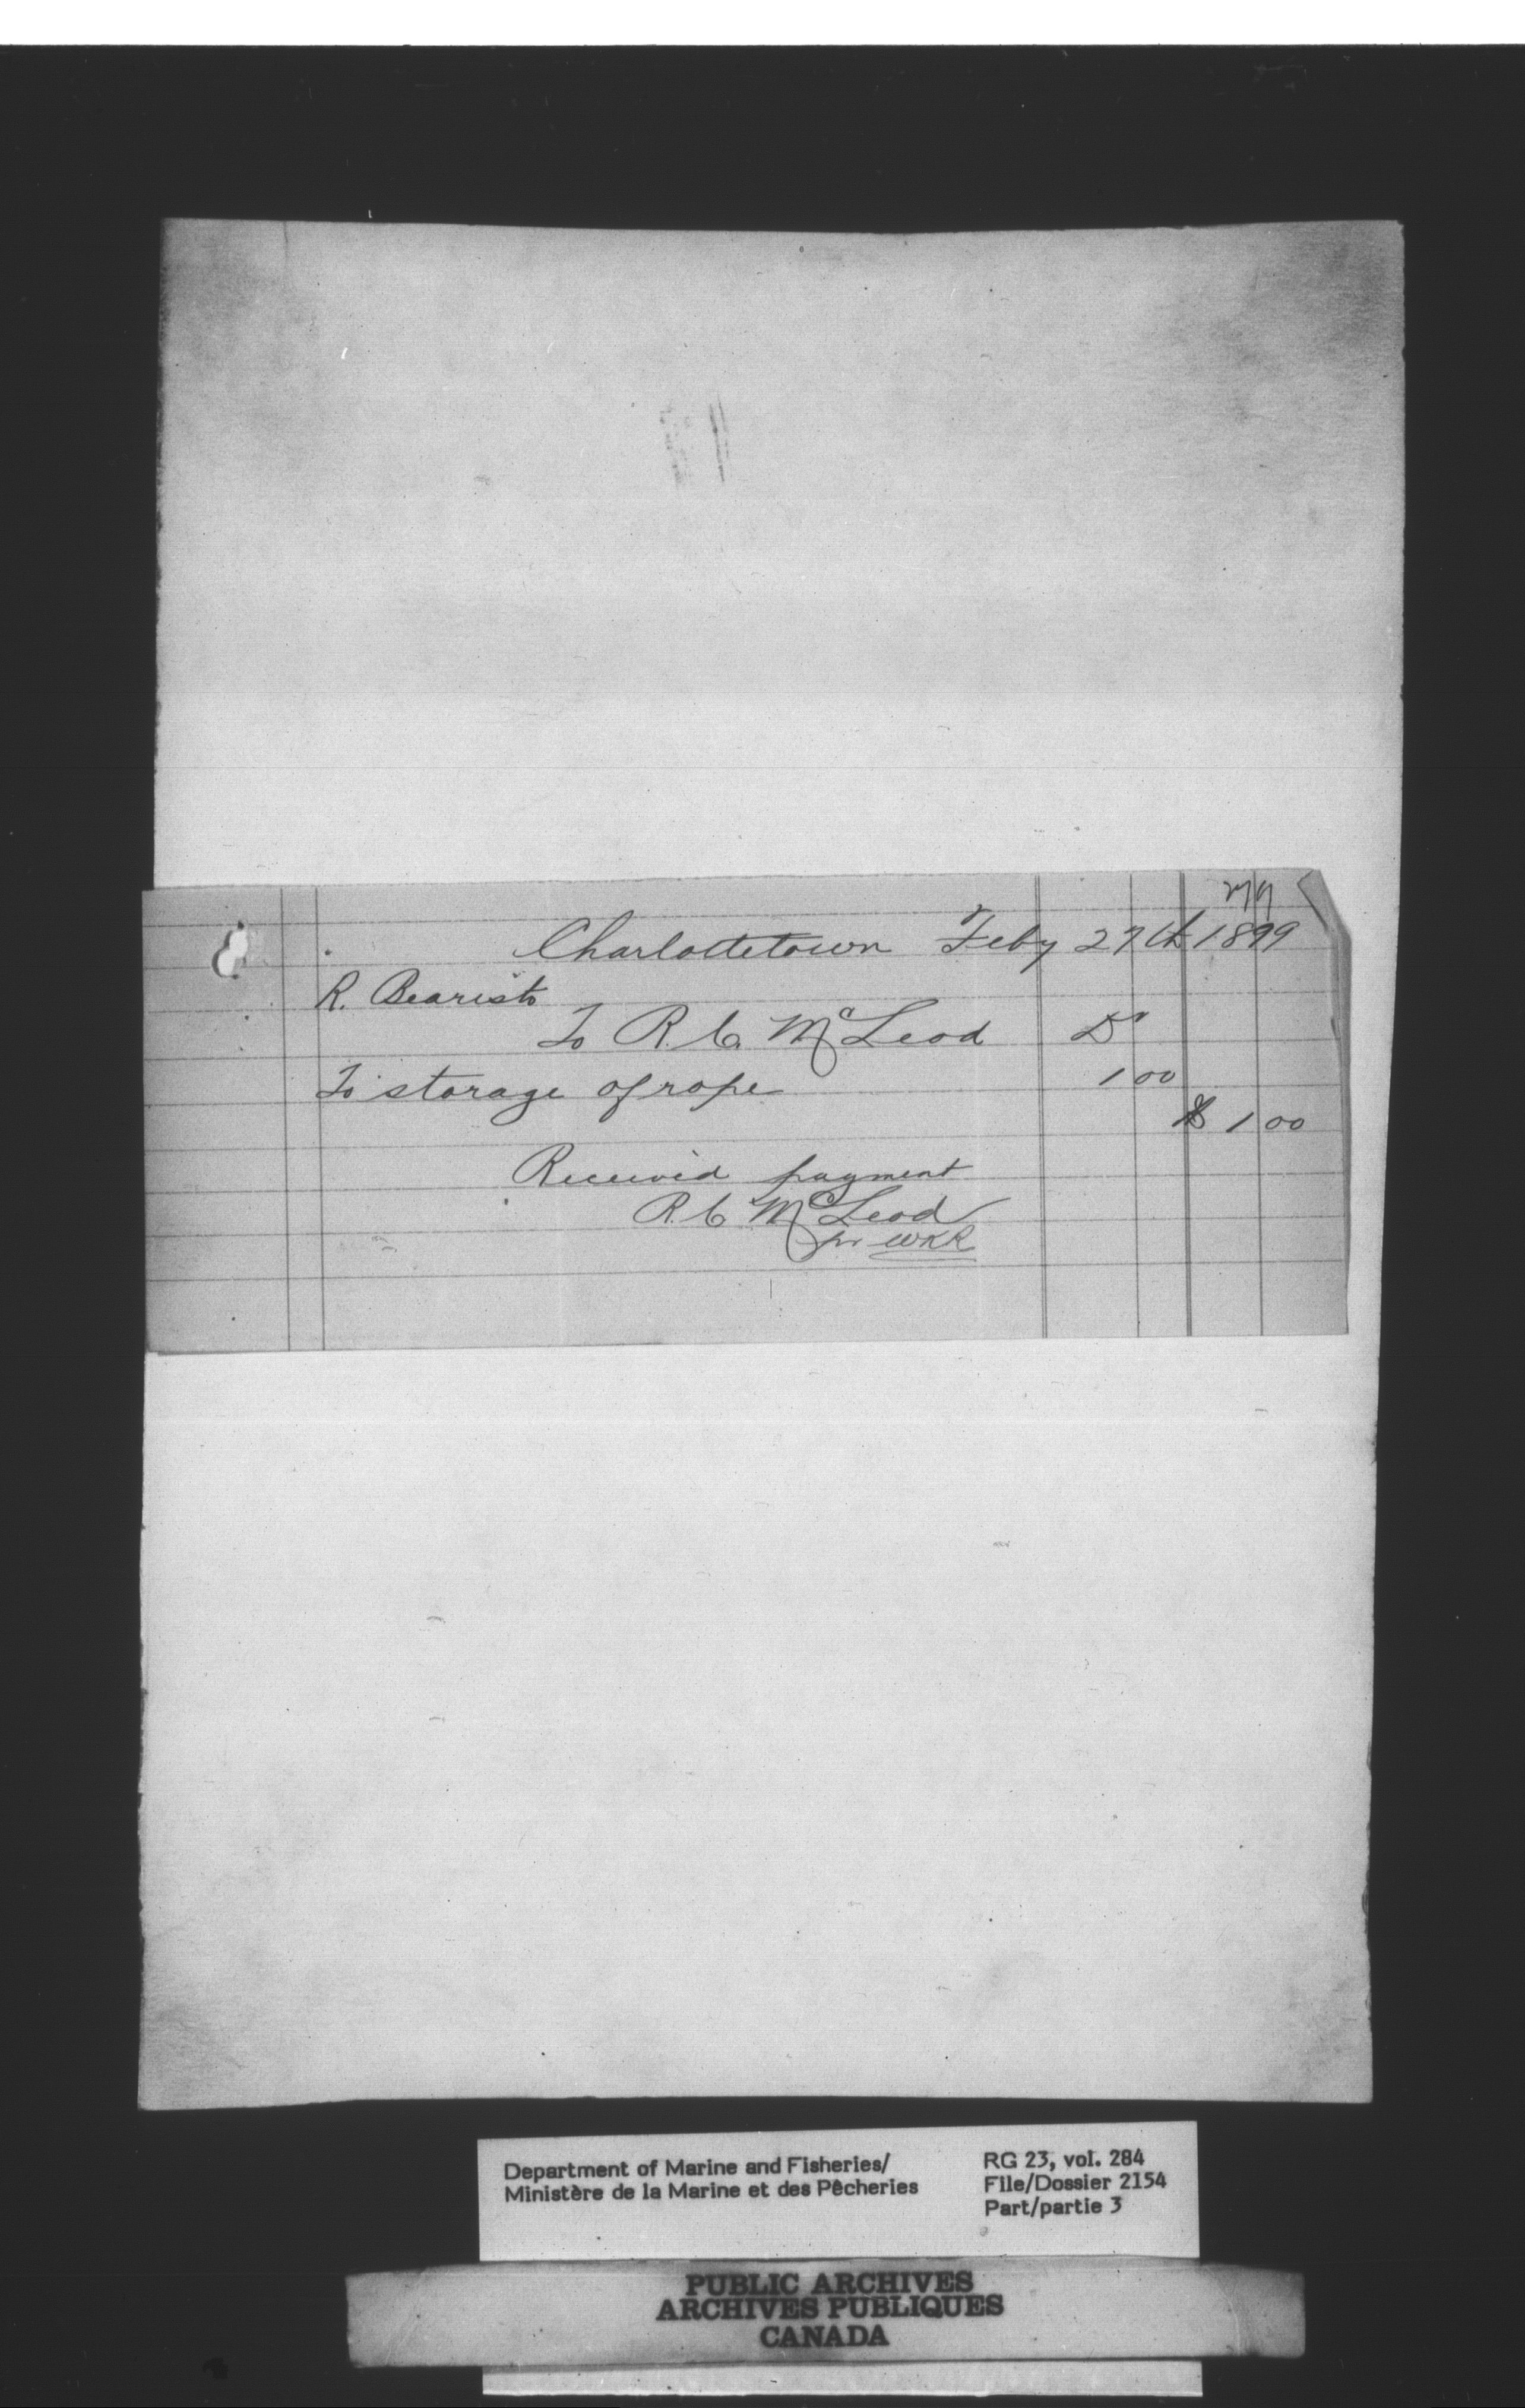 Charlottetown Feby 27th 1899
R. Bearisto
To R. C. McLeod Dr
To storage of rope 1 00
$ 1 00
Received payment
R. C. McLeod
per WKR
Department of Marine and Fisheries/ RG 23, vol. 284
Ministère de la Marine et des Pêcheries File/Dossier 2154
Part/partie 3
PUBLIC ARCHIVES
ARCHIVES PUBLIQUES
CANADA